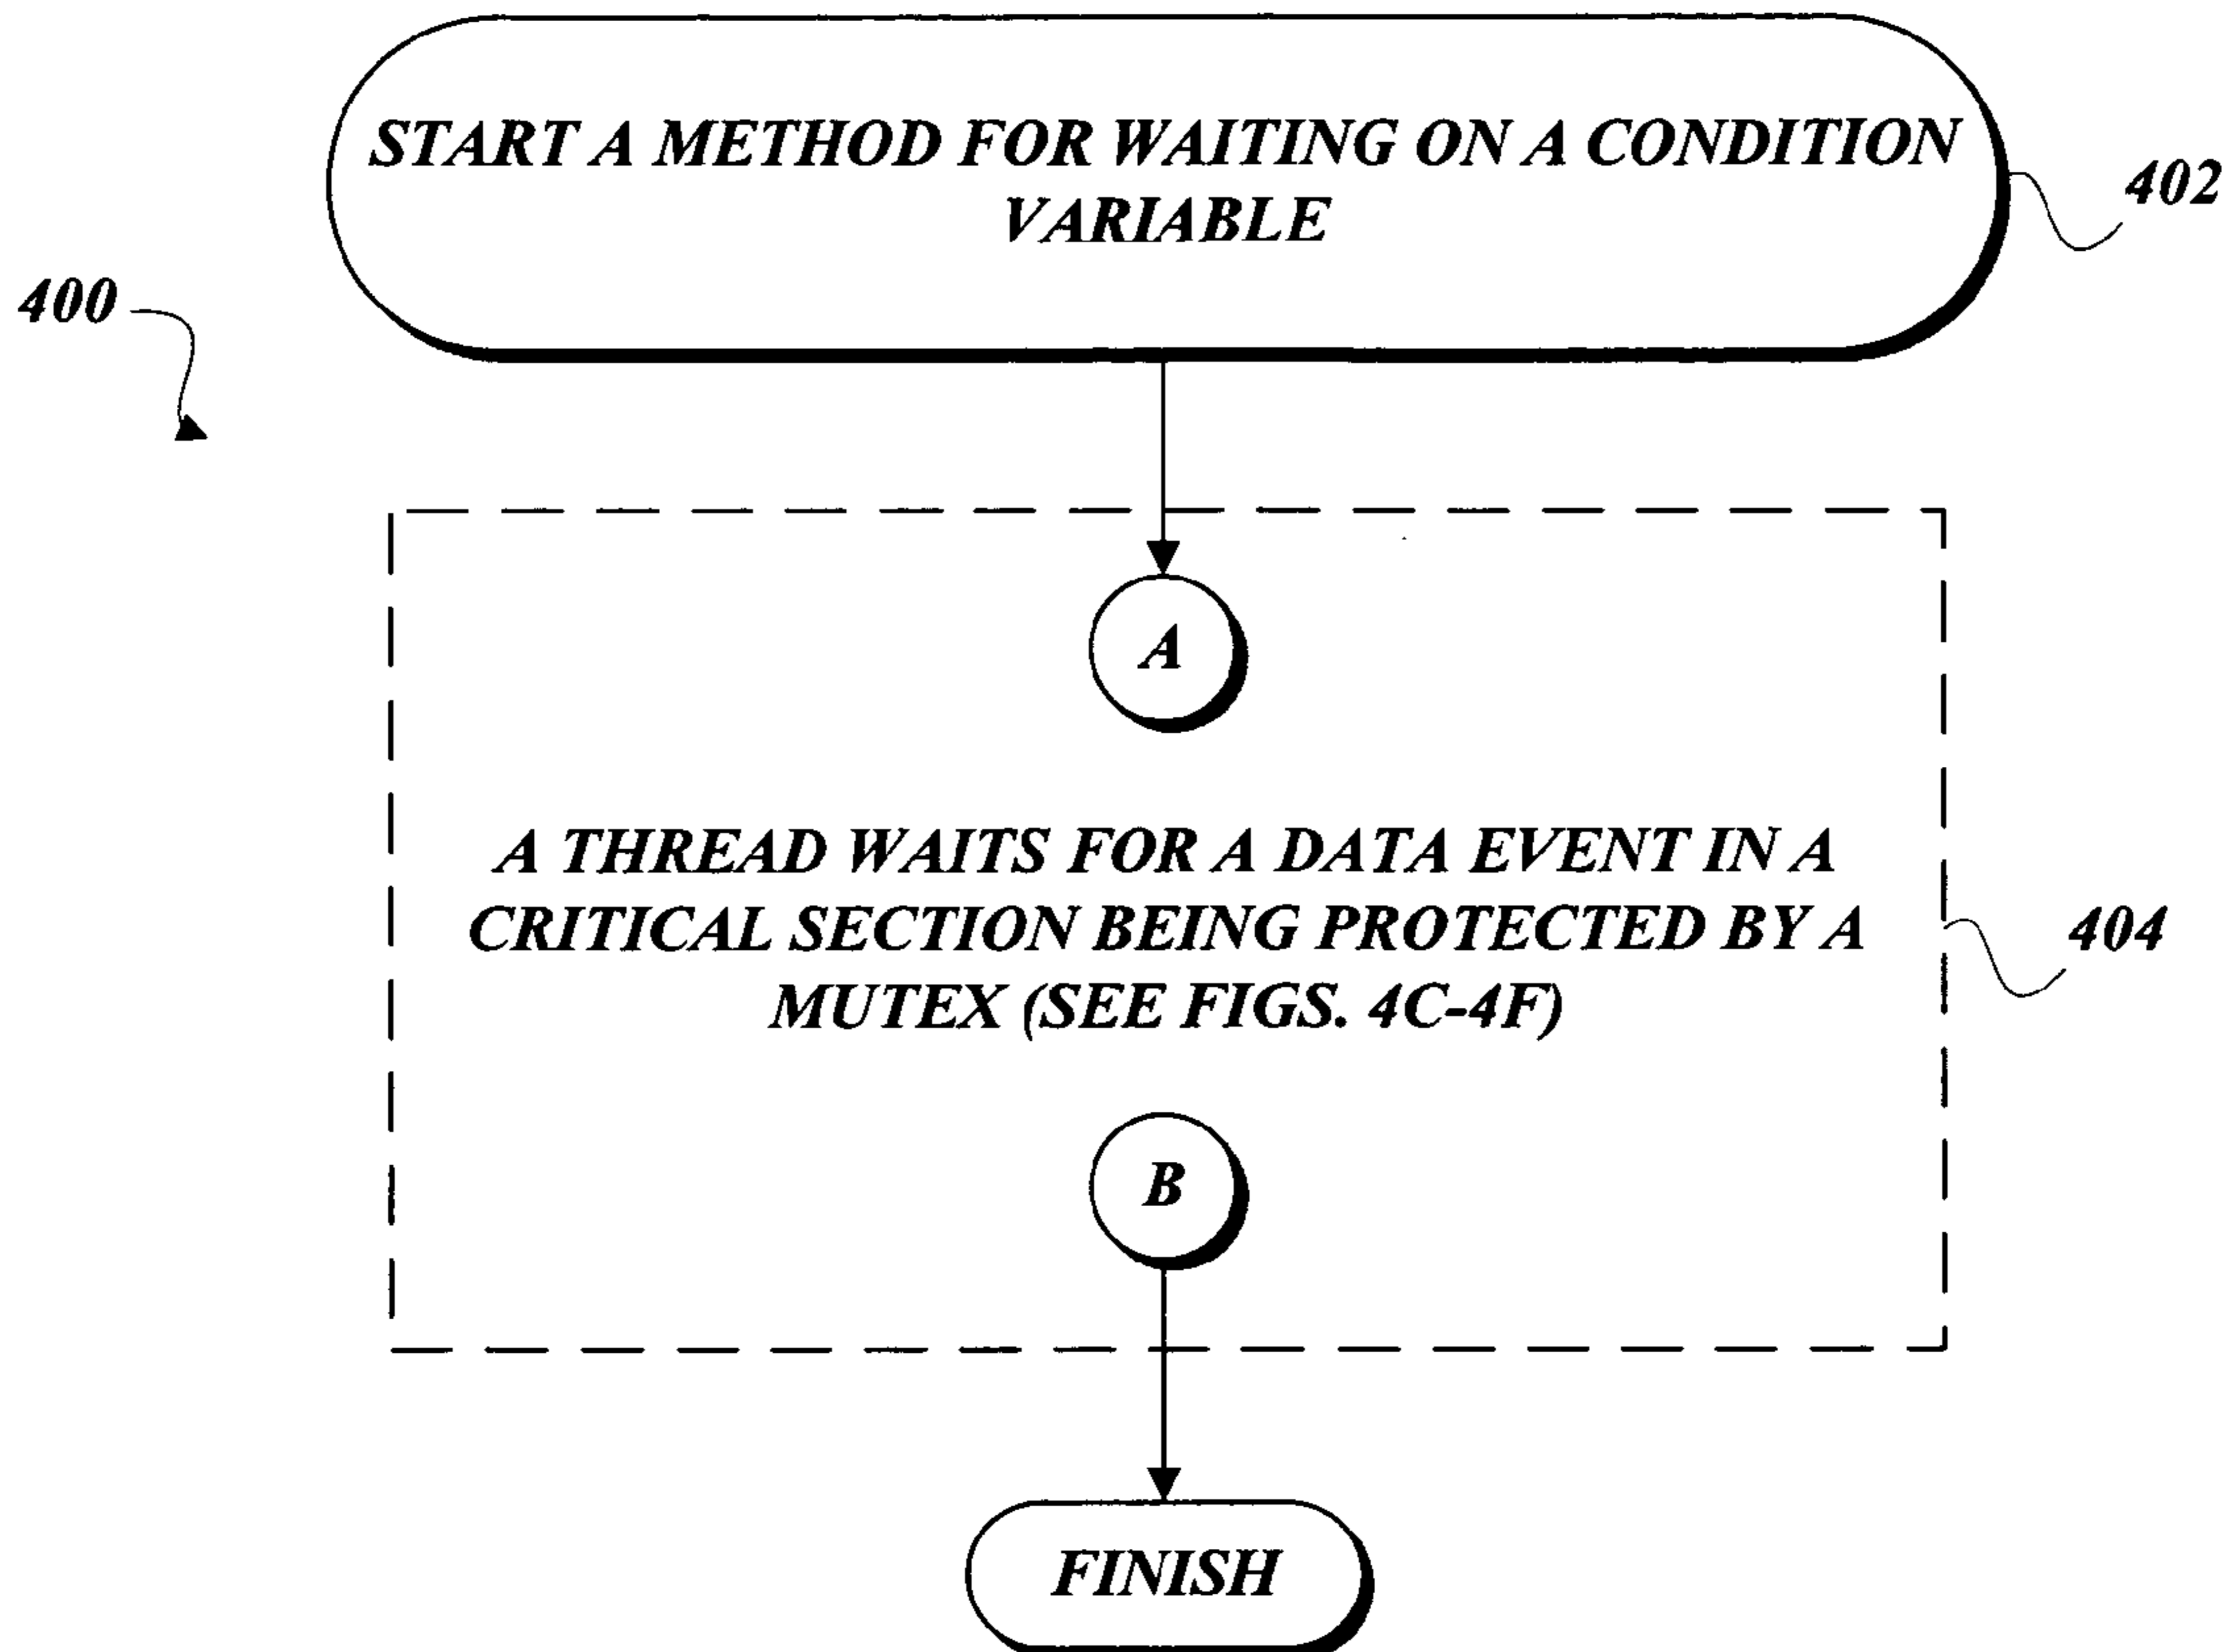 START A METHOD FOR WAITING ON A CONDITION
VARIABLE
402
400
A
A THREAD WAITS FOR A DATA EVENT IN A
CRITICAL SECTION BEING PROTECTED BY A
MUTEX (SEE FIGS. 4C-4F)
404
B
FINISH